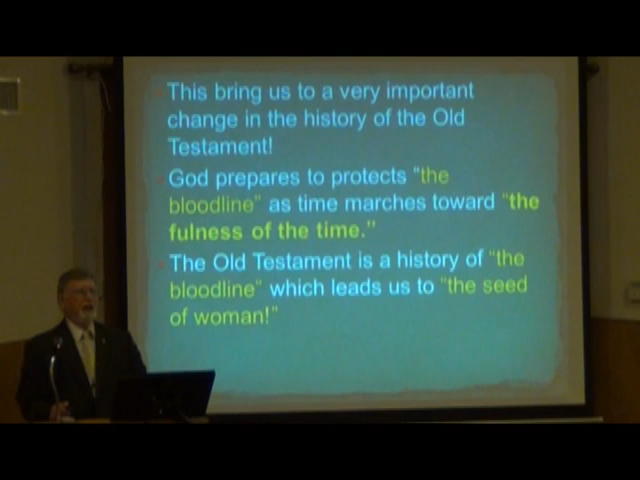 This bring us to a very important
change in the history of the Old
Testament!
God prepares to protects "the
bloodline" as time marches toward "the
fulness of the time."
The Old Testament is a history of "the
bloodline" which leads us to "the seed
of woman!"